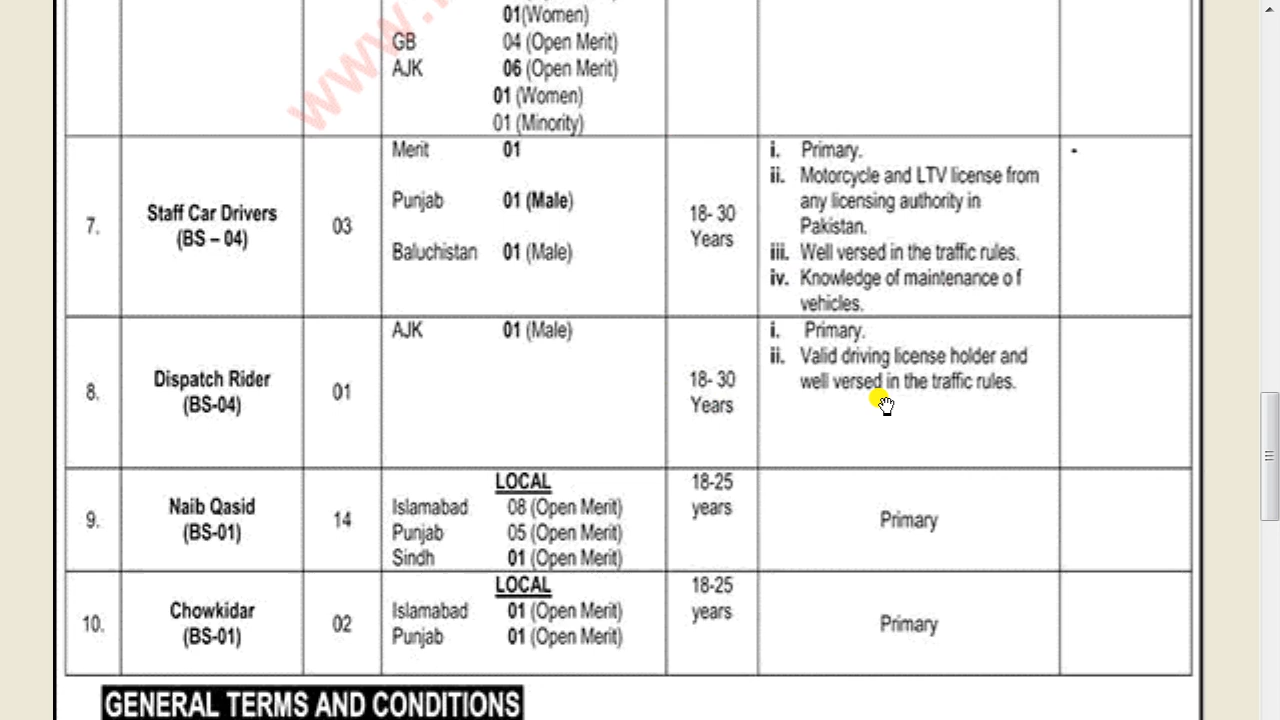 01(Women)
GB 04 (Open Merit)
AJK 06 (Open Merit)
01 (Women)
01 (Minority)
7. Staff Car Drivers (BS – 04) 03
Merit 01
Punjab 01 (Male)
Baluchistan 01 (Male)
18- 30 Years
i. Primary.
ii. Motorcycle and LTV license from
any licensing authority in
Pakistan.
iii. Well versed in the traffic rules.
iv. Knowledge of maintenance o f
vehicles.
-
8. Dispatch Rider (BS-04) 01
AJK 01 (Male)
18- 30 Years
i. Primary.
ii. Valid driving license holder and
well versed in the traffic rules.
9. Naib Qasid (BS-01) 14
LOCAL
Islamabad 08 (Open Merit)
Punjab 05 (Open Merit)
Sindh 01 (Open Merit)
18-25 years
Primary
10. Chowkidar (BS-01) 02
LOCAL
Islamabad 01 (Open Merit)
Punjab 01 (Open Merit)
18-25 years
Primary
GENERAL TERMS AND CONDITIONS
www.